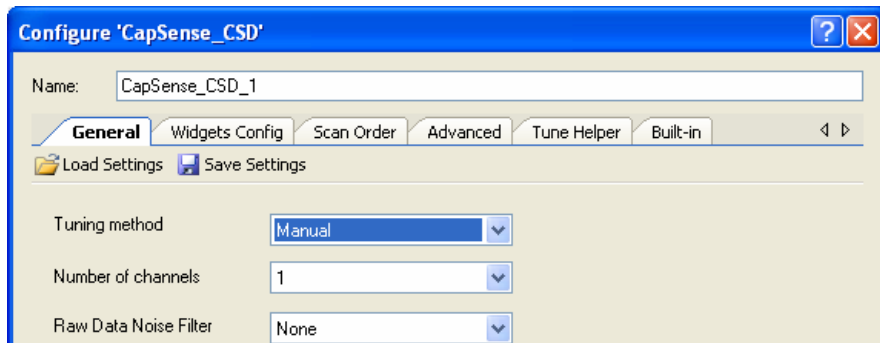 Configure 'CapSense_CSD'
Name: CapSense_CSD_1
General Widgets Config Scan Order Advanced Tune Helper Built-in
Load Settings Save Settings
Tuning method Manual
Number of channels 1
Raw Data Noise Filter None